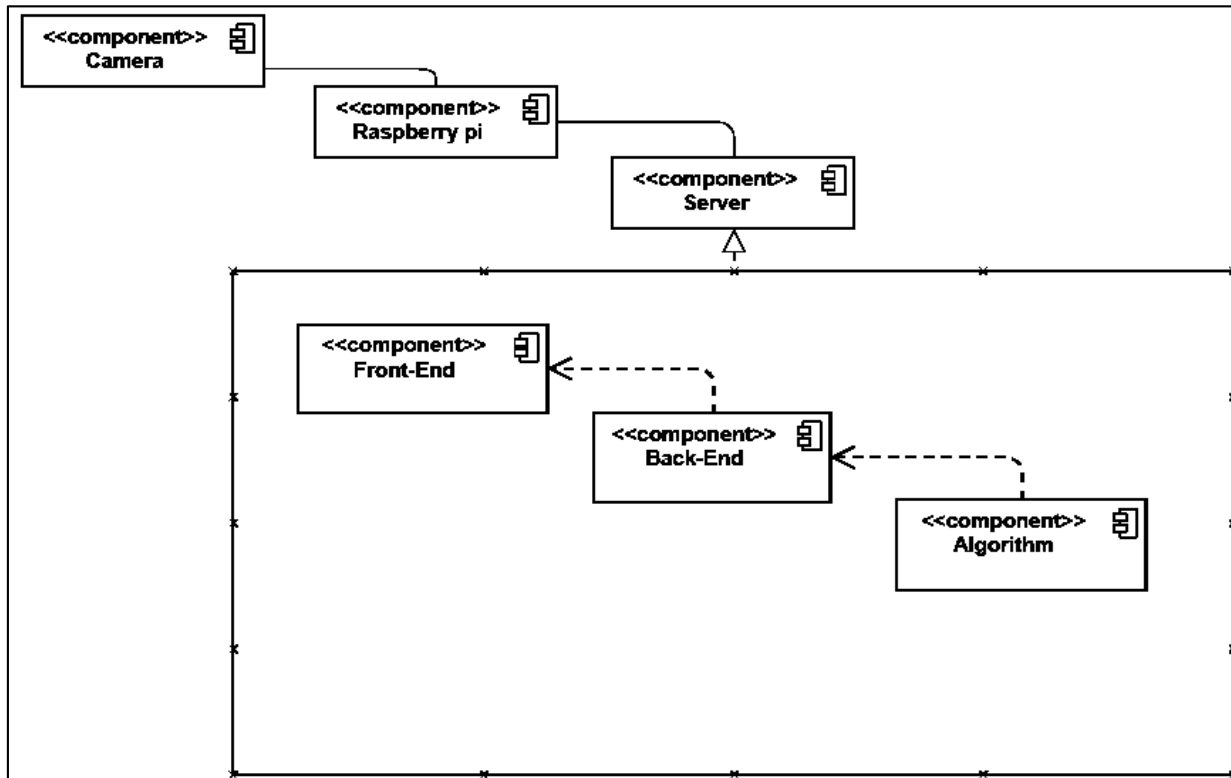 <<component>>
Camera
<<component>>
Raspberry pi
<<component>>
Server
<<component>>
Front-End
<<component>>
Back-End
<<component>>
Algorithm